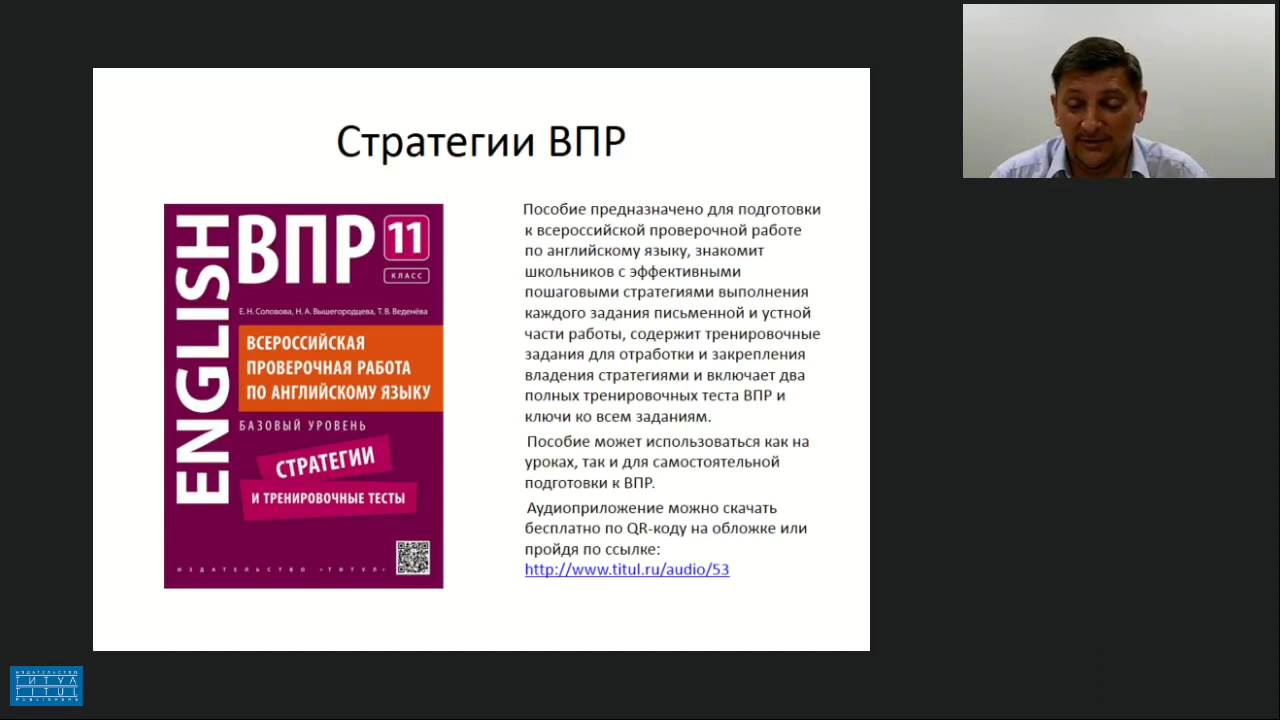 Стратегии ВПР
ENGLISH
ВПР 11
КЛАСС
Е. Н. Соловова, Н. А. Вышегородцева, Т. В. Веденёва
ВСЕРОССИЙСКАЯ
ПРОВЕРОЧНАЯ РАБОТА
ПО АНГЛИЙСКОМУ ЯЗЫКУ
БАЗОВЫЙ УРОВЕНЬ
СТРАТЕГИИ
И ТРЕНИРОВОЧНЫЕ ТЕСТЫ
ИЗДАТЕЛЬСТВО «ТИТУЛ»
Пособие предназначено для подготовки
к всероссийской проверочной работе
по английскому языку, знакомит
школьников с эффективными
пошаговыми стратегиями выполнения
каждого задания письменной и устной
части работы, содержит тренировочные
задания для отработки и закрепления
владения стратегиями и включает два
полных тренировочных теста ВПР и
ключи ко всем заданиям.
Пособие может использоваться как на
уроках, так и для самостоятельной
подготовки к ВПР.
Аудиоприложение можно скачать
бесплатно по QR-коду на обложке или
пройдя по ссылке:
http://www.titul.ru/audio/53
ИЗДАТЕЛЬСТВО
ТИТУЛ
TITUL
PUBLISHERS